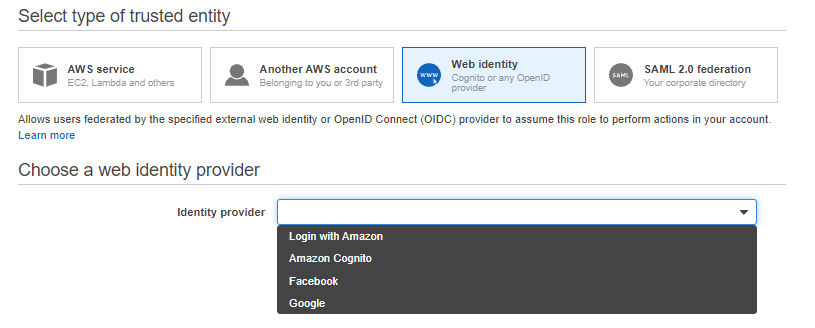 Select type of trusted entity
AWS service
EC2, Lambda and others
Another AWS account
Belonging to you or 3rd party
www
Web identity
Cognito or any OpenID
provider
SAML
SAML 2.0 federation
Your corporate directory
Allows users federated by the specified external web identity or OpenID Connect (OIDC) provider to assume this role to perform actions in your account.
Learn more
Choose a web identity provider
Identity provider
Login with Amazon
Amazon Cognito
Facebook
Google